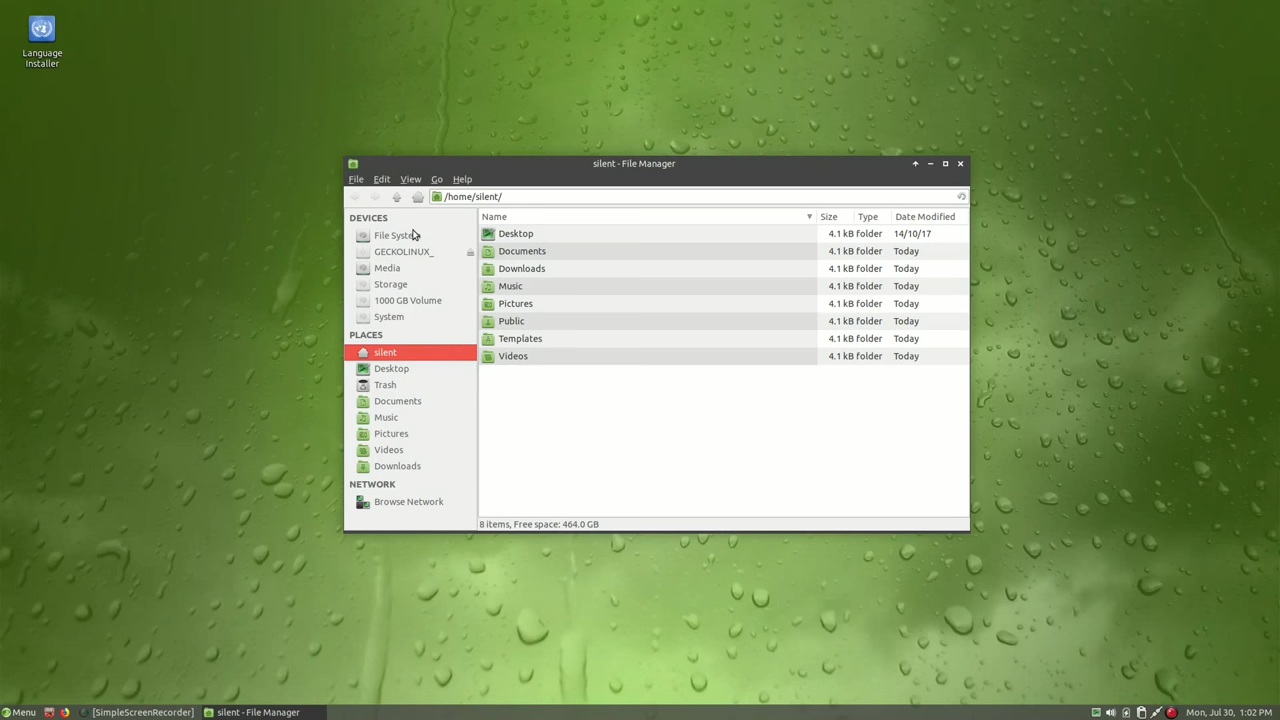 Language
Installer
silent - File Manager
File Edit View Go Help
/home/silent/
DEVICES
File System
GECKOLINUX_
Media
Storage
1000 GB Volume
System
PLACES
silent
Desktop
Trash
Documents
Music
Pictures
Videos
Downloads
NETWORK
Browse Network
Name Size Type Date Modified
Desktop 4.1 kB folder 14/10/17
Documents 4.1 kB folder Today
Downloads 4.1 kB folder Today
Music 4.1 kB folder Today
Pictures 4.1 kB folder Today
Public 4.1 kB folder Today
Templates 4.1 kB folder Today
Videos 4.1 kB folder Today
8 items, Free space: 464.0 GB
Menu [SimpleScreenRecorder] silent - File Manager Mon, Jul 30, 1:02 PM